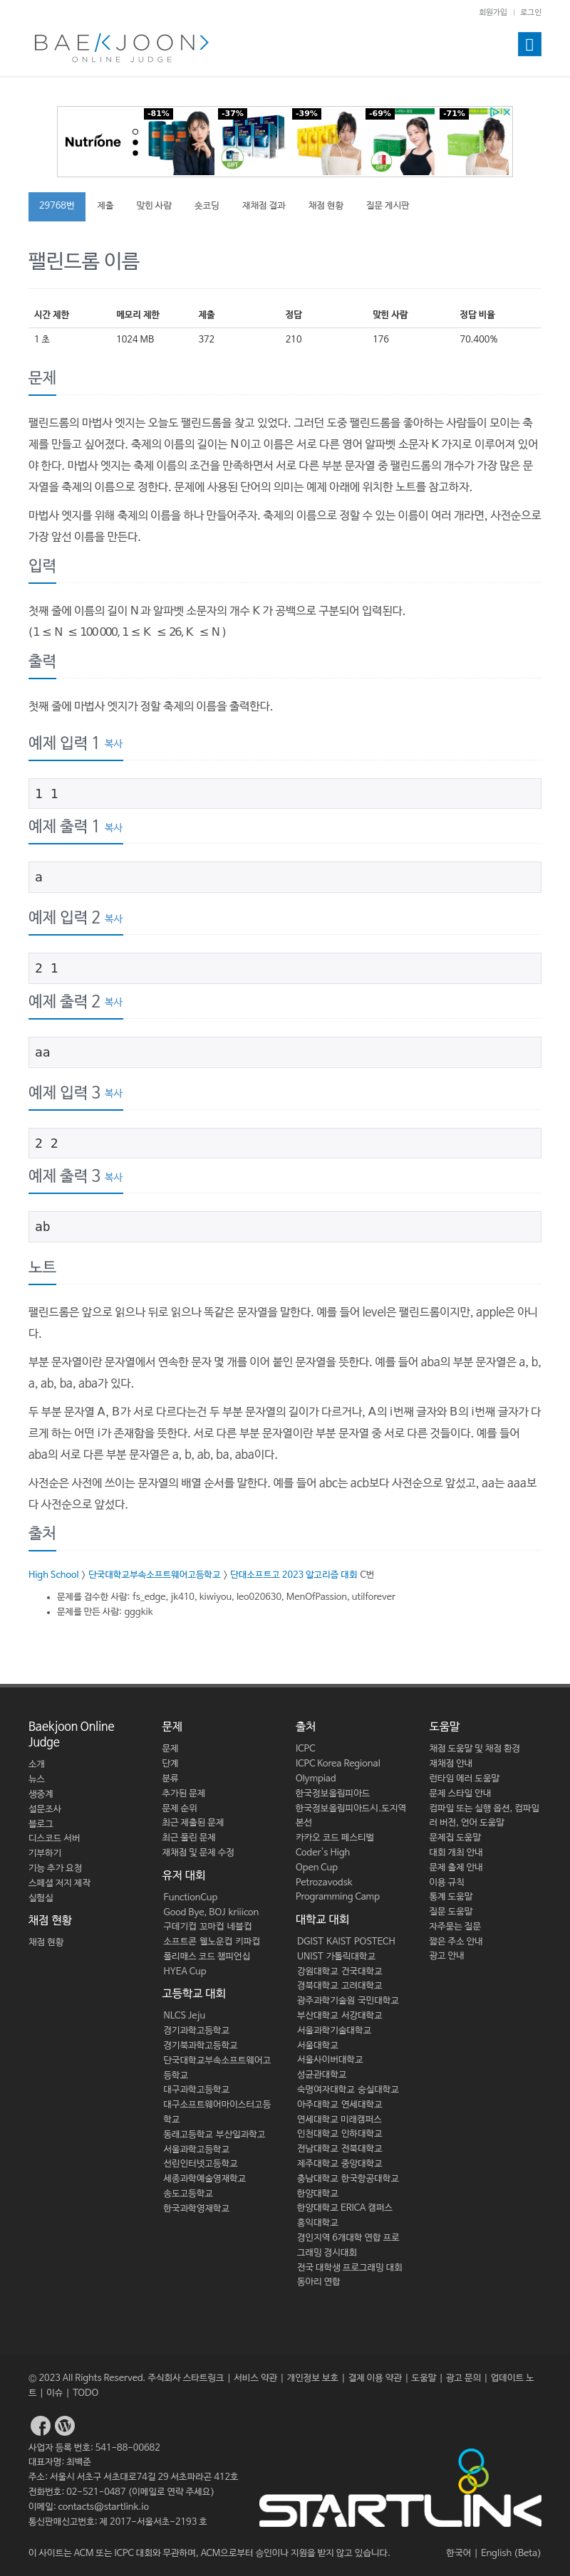 회원가입 | 로그인
BAEKJOON>
ONLINE JUDGE
Nutrione
-81% -37% -39% -69% -71%
29768번 제출 맞힌 사람 숏코딩 재채점 결과 채점 현황 질문 게시판
팰린드롬 이름
시간 제한 메모리 제한 제출 정답 맞힌 사람 정답 비율
1 초 1024 MB 372 210 176 70.400%
문제
팰린드롬의 마법사 엣지는 오늘도 팰린드롬을 찾고 있었다. 그러던 도중 팰린드롬을 좋아하는 사람들이 모이는 축
제를 만들고 싶어졌다. 축제의 이름의 길이는 N이고 이름은 서로 다른 영어 알파벳 소문자 K가지로 이루어져 있어
야 한다. 마법사 엣지는 축제 이름의 조건을 만족하면서 서로 다른 부분 문자열 중 팰린드롬의 개수가 가장 많은 문
자열을 축제의 이름으로 정한다. 문제에 사용된 단어의 의미는 예제 아래에 위치한 노트를 참고하자.
마법사 엣지를 위해 축제의 이름을 하나 만들어주자. 축제의 이름으로 정할 수 있는 이름이 여러 개라면, 사전순으로
가장 앞선 이름을 만든다.
입력
첫째 줄에 이름의 길이 N과 알파벳 소문자의 개수 K가 공백으로 구분되어 입력된다.
(1 ≤ N ≤ 100 000, 1 ≤ K ≤ 26, K ≤ N)
출력
첫째 줄에 마법사 엣지가 정할 축제의 이름을 출력한다.
예제 입력 1 복사
1 1
예제 출력 1 복사
a
예제 입력 2 복사
2 1
예제 출력 2 복사
aa
예제 입력 3 복사
2 2
예제 출력 3 복사
ab
노트
팰린드롬은 앞으로 읽으나 뒤로 읽으나 똑같은 문자열을 말한다. 예를 들어 level은 팰린드롬이지만, apple은 아니
다.
부분 문자열이란 문자열에서 연속한 문자 몇 개를 이어 붙인 문자열을 뜻한다. 예를 들어 aba의 부분 문자열은 a, b,
a, ab, ba, aba가 있다.
두 부분 문자열 A, B가 서로 다르다는건 두 부분 문자열의 길이가 다르거나, A의 i번째 글자와 B의 i번째 글자가 다
르게 하는 어떤 i가 존재함을 뜻한다. 서로 다른 부분 문자열이란 부분 문자열 중 서로 다른 것들이다. 예를 들어
aba의 서로 다른 부분 문자열은 a, b, ab, ba, aba이다.
사전순은 사전에 쓰이는 문자열의 배열 순서를 말한다. 예를 들어 abc는 acb보다 사전순으로 앞섰고, aa는 aaa보
다 사전순으로 앞섰다.
출처
High School > 단국대학교부속소프트웨어고등학교 > 단대소프트고 2023 알고리즘 대회 C번
• 문제를 검수한 사람: fs_edge, jk410, kiwiyou, leo020630, MenOfPassion, utilforever
• 문제를 만든 사람: gggkik
Baekjoon Online
Judge
소개
뉴스
생중계
설문조사
블로그
디스코드 서버
기부하기
기능 추가 요청
스페셜 저지 제작
실험실
채점 현황
채점 현황
문제
문제
단계
분류
추가된 문제
문제 순위
최근 제출된 문제
최근 풀린 문제
재채점 및 문제 수정
유저 대회
FunctionCup
Good Bye, BOJ kriiicon
구데기컵 꼬마컵 네블컵
소프트콘 웰노운컵 키파컵
폴리매스 코드 챔피언십
HYEA Cup
고등학교 대회
NLCS Jeju
경기과학고등학교
경기북과학고등학교
단국대학교부속소프트웨어고
등학교
대구과학고등학교
대구소프트웨어마이스터고등
학교
동래고등학교 부산일과학고
서울과학고등학교
선린인터넷고등학교
세종과학예술영재학교
송도고등학교
한국과학영재학교
출처
ICPC
ICPC Korea Regional
Olympiad
한국정보올림피아드
한국정보올림피아드시.도지역
본선
카카오 코드 페스티벌
Coder's High
Open Cup
Petrozavodsk
Programming Camp
대학교 대회
DGIST KAIST POSTECH
UNIST 가톨릭대학교
강원대학교 건국대학교
경북대학교 고려대학교
광주과학기술원 국민대학교
부산대학교 서강대학교
서울과학기술대학교
서울대학교
서울사이버대학교
성균관대학교
숙명여자대학교 숭실대학교
아주대학교 연세대학교
연세대학교 미래캠퍼스
인천대학교 인하대학교
전남대학교 전북대학교
제주대학교 중앙대학교
충남대학교 한국항공대학교
한양대학교
한양대학교 ERICA 캠퍼스
홍익대학교
경인지역 6개대학 연합 프로
그래밍 경시대회
전국 대학생 프로그래밍 대회
동아리 연합
도움말
채점 도움말 및 채점 환경
재채점 안내
런타임 에러 도움말
문제 스타일 안내
컴파일 또는 실행 옵션, 컴파일
러 버전, 언어 도움말
문제집 도움말
대회 개최 안내
문제 출제 안내
이용 규칙
통계 도움말
질문 도움말
자주묻는 질문
짧은 주소 안내
광고 안내
© 2023 All Rights Reserved. 주식회사 스타트링크 | 서비스 약관 | 개인정보 보호 | 결제 이용 약관 | 도움말 | 광고 문의 | 업데이트 노
트 | 이슈 | TODO
사업자 등록 번호: 541-88-00682
대표자명: 최백준
주소: 서울시 서초구 서초대로74길 29 서초파라곤 412호
전화번호: 02-521-0487 (이메일로 연락 주세요)
이메일: contacts@startlink.io
통신판매신고번호: 제 2017-서울서초-2193 호
STARTLINK
이 사이트는 ACM 또는 ICPC 대회와 무관하며, ACM으로부터 승인이나 지원을 받지 않고 있습니다.
한국어 | English (Beta)